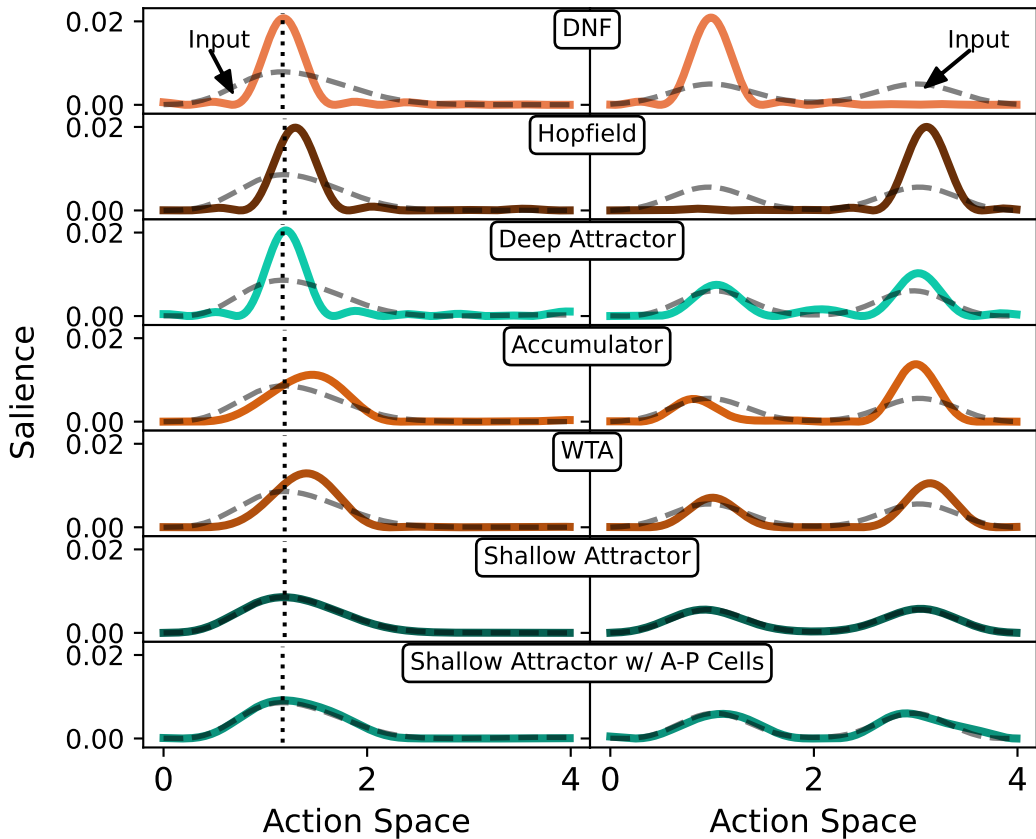 0.02
0.00
Input
DNF
Input
0.02
0.00
Hopfield
0.02
0.00
Deep Attractor
0.02
0.00
Accumulator
0.02
0.00
WTA
0.02
0.00
Shallow Attractor
0.02
0.00
Shallow Attractor w/ A-P Cells
Salience
0 2 4 0 2 4
Action Space Action Space